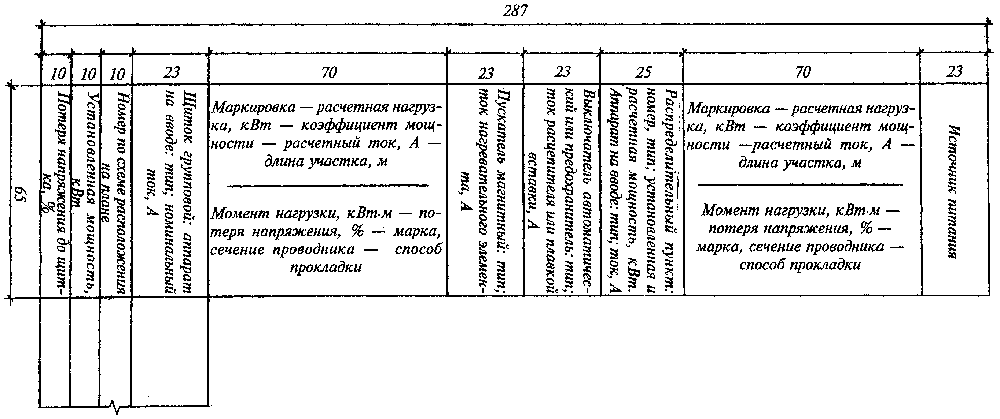 287
10
10
10
23
70
23
23
25
70
23
65
Потеря напряжения до щит-
ка, %
Установленная мощность,
кВт
Номер по схеме расположения
на плане
Щиток групповой: аппарат
на вводе: тип; номинальный
ток, А
Маркировка — расчетная нагруз-
ка, кВт — коэффициент мощ-
ности — расчетный ток, А —
длина участка, м
Момент нагрузки, кВт·м — по-
теря напряжения, % — марка,
сечение проводника — способ
прокладки
Пускатель магнитный: тип;
ток нагревательного элемен-
та, А
Выключатель автоматичес-
кий или предохранитель: тип;
ток расцепителя или плавкой
вставки, А
Распределительный пункт:
номер, тип; установленная и
расчетная мощность, кВт.
Аппарат на вводе: тип; ток, А
Маркировка — расчетная нагруз-
ка, кВт — коэффициент мощ-
ности —расчетный ток, А —
длина участка, м
Момент нагрузки, кВт·м —
потеря напряжения, % —
марка, сечение проводника —
способ прокладки
Источник питания